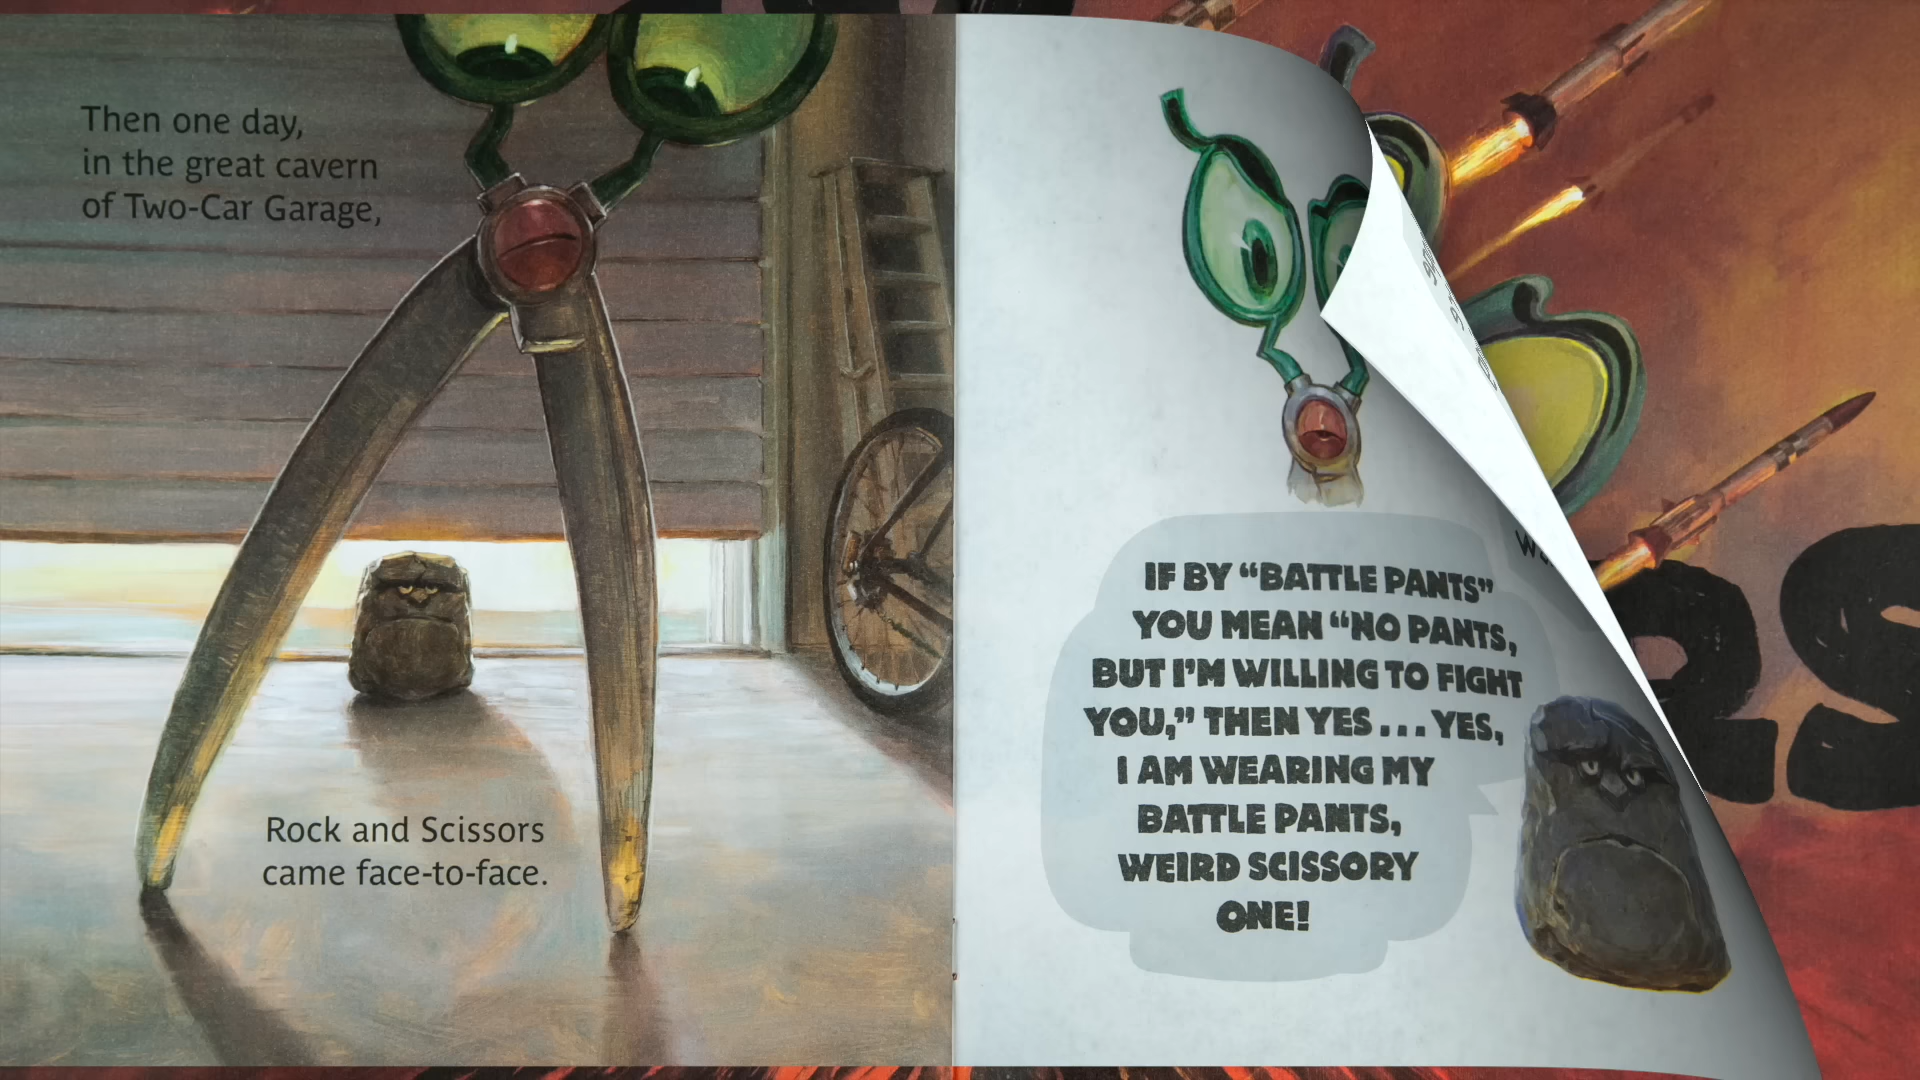 Then one day,
in the great cavern
of Two-Car Garage,
Rock and Scissors
came face-to-face.
IF BY “BATTLE PANTS”
YOU MEAN “NO PANTS,
BUT I’M WILLING TO FIGHT
YOU,” THEN YES . . . YES,
I AM WEARING MY
BATTLE PANTS,
WEIRD SCISSORY
ONE!